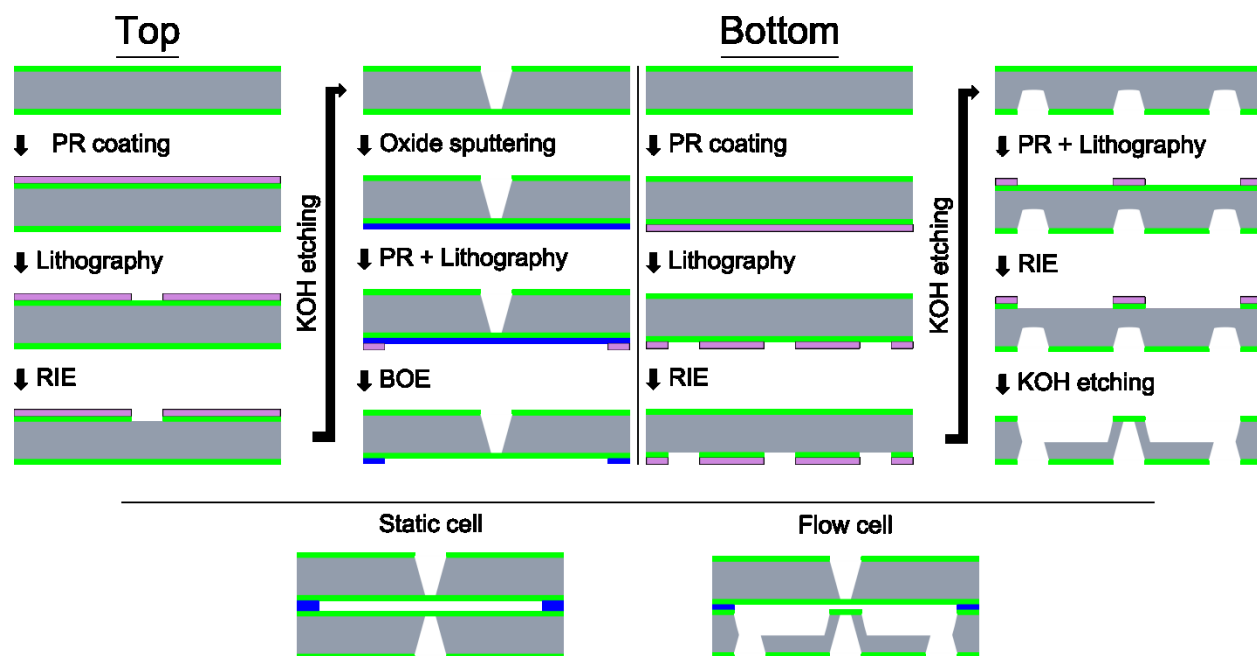 Top
PR coating
Lithography
RIE
KOH etching
Oxide sputtering
PR + Lithography
BOE
Bottom
PR coating
Lithography
RIE
KOH etching
PR + Lithography
RIE
KOH etching
Static cell
Flow cell